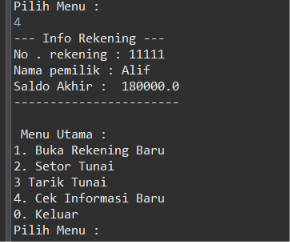 Pilih Menu :
4
--- Info Rekening ---
No . rekening : 11111
Nama pemilik : Alif
Saldo Akhir :  180000.0
-----------------------
Menu Utama :
1. Buka Rekening Baru
2. Setor Tunai
3 Tarik Tunai
4. Cek Informasi Baru
0. Keluar
Pilih Menu :